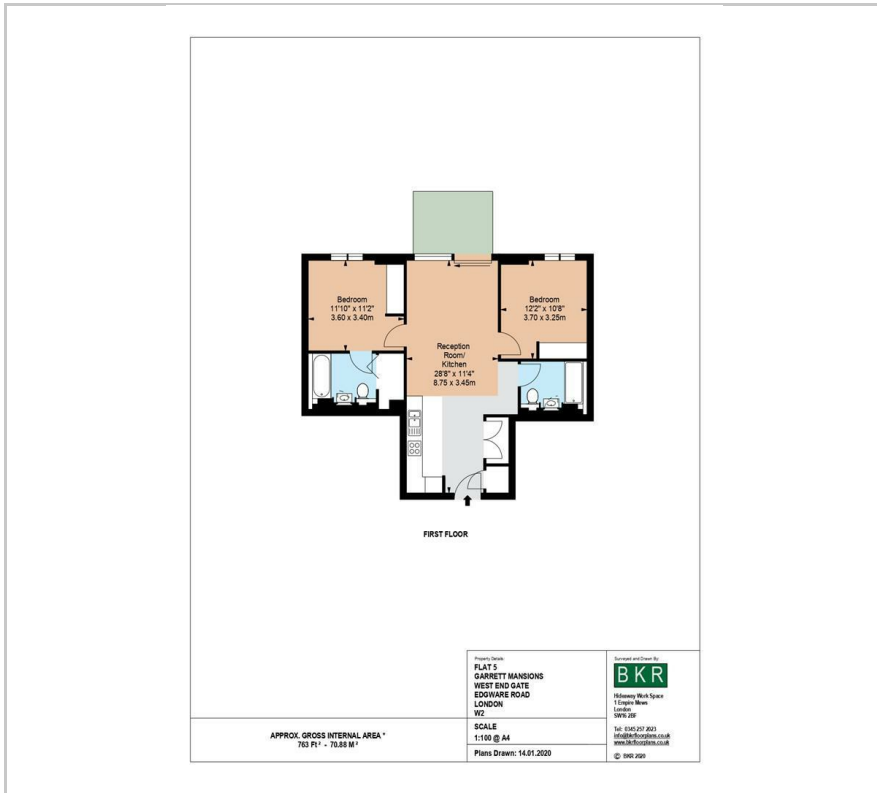 Bedroom
11'10" x 11'2"
3.60 x 3.40m
Bedroom
12'2" x 10'8"
3.70 x 3.25m
Reception
Room/
Kitchen
28'8" x 11'4"
8.75 x 3.45m
FIRST FLOOR
APPROX. GROSS INTERNAL AREA *
763 Ft² - 70.88 M²
Property Details:
FLAT 5
GARRETT MANSIONS
WEST END GATE
EDGWARE ROAD
LONDON
W2
SCALE
1:100 @ A4
Plans Drawn: 14.01.2020
Surveyed and Drawn By:
BKR
Hideaway Work Space
1 Empire Mews
London
SW16 2BF
Tel: 0345 257 2023
info@bkrfloorplans.co.uk
www.bkrfloorplans.co.uk
© BKR 2020